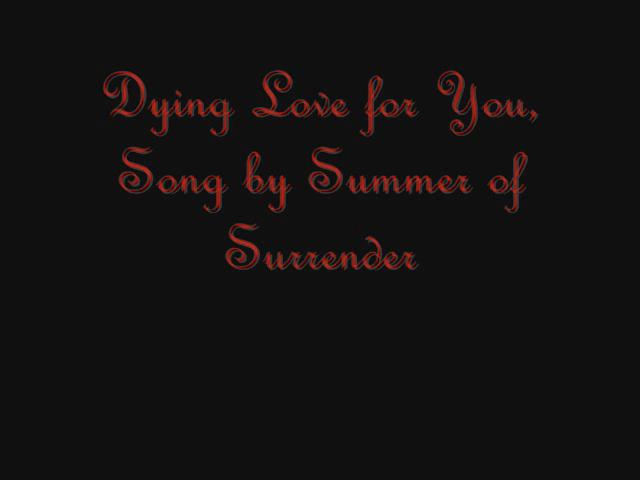 Dying Love for You,
Song by Summer of
Surrender